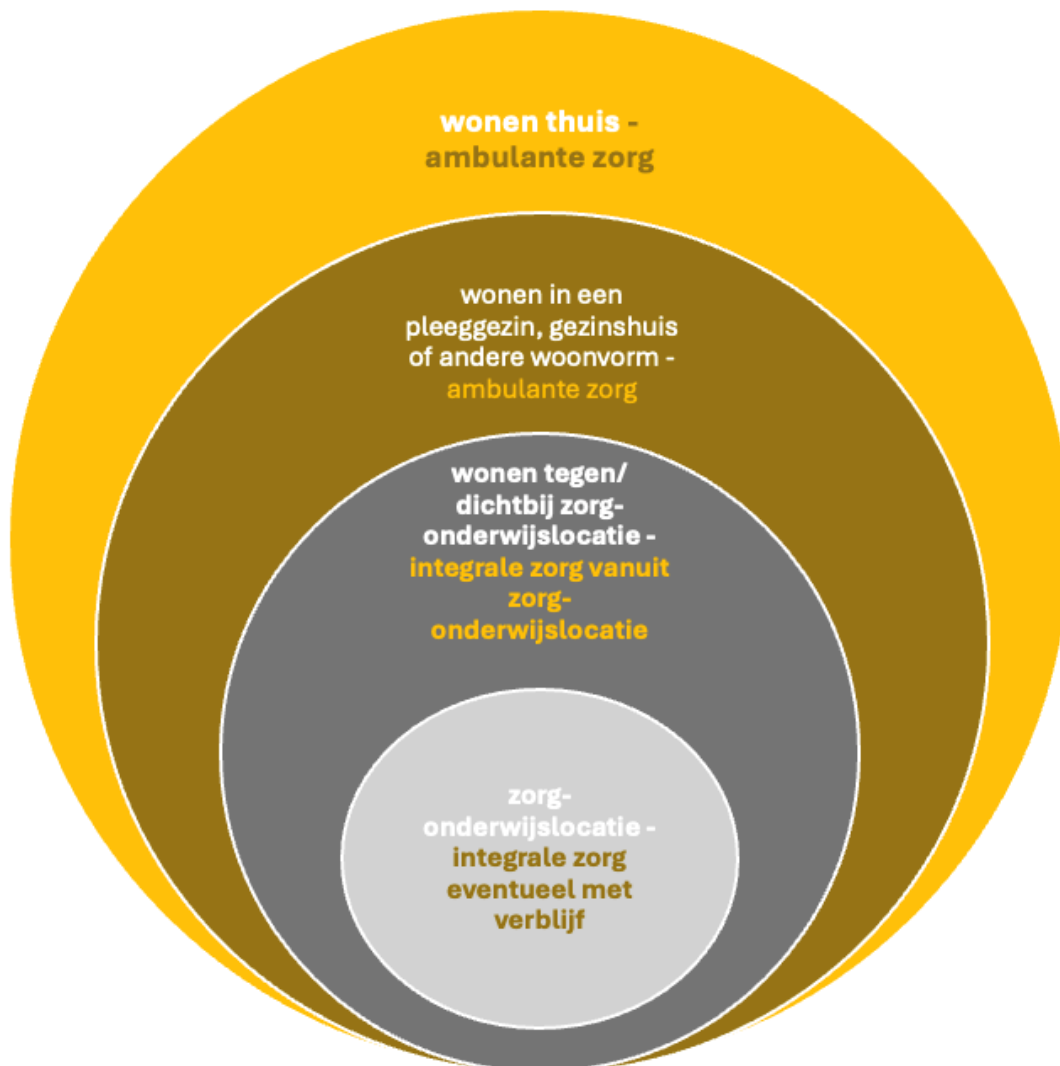 wonen thuis -
ambulante zorg
wonen in een
pleeggezin, gezinshuis
of andere woonvorm -
ambulante zorg
wonen tegen/
dichtbij zorg-
onderwijslocatie -
integrale zorg vanuit
zorg-
onderwijslocatie
zorg-
onderwijslocatie -
integrale zorg
eventueel met
verblijf